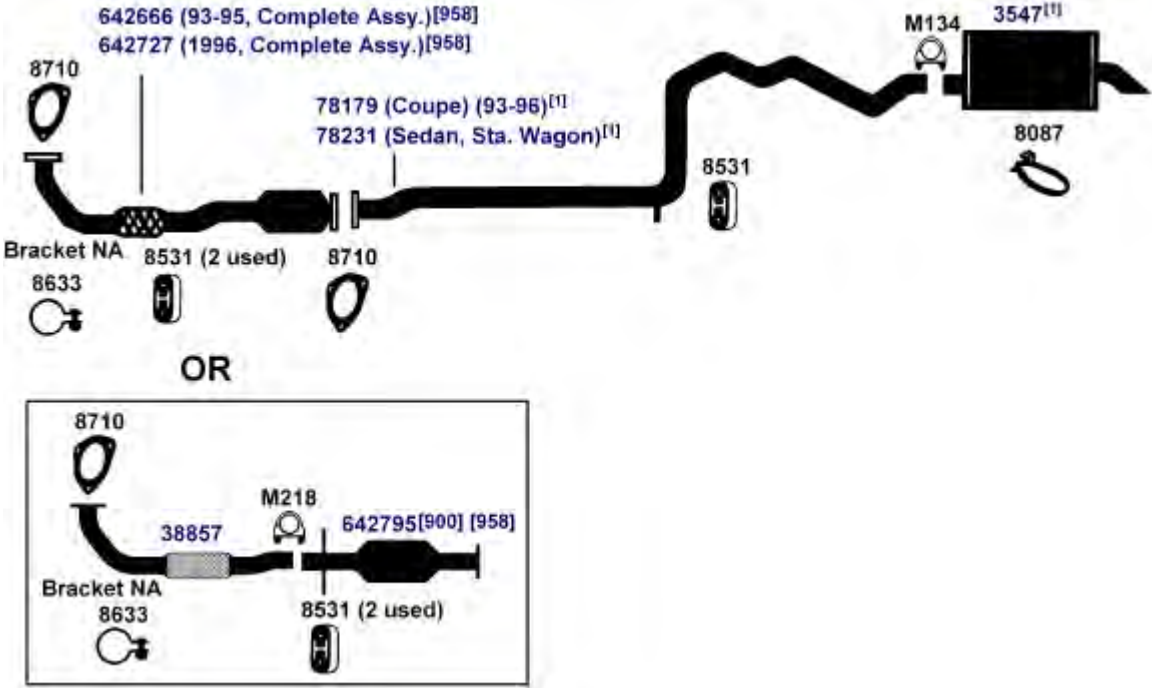 642666 (93-95, Complete Assy.)[958]
642727 (1996, Complete Assy.)[958]
M134
3547[1]
8710
78179 (Coupe) (93-96)[1]
78231 (Sedan, Sta. Wagon)[1]
8087
8531
Bracket NA
8531 (2 used)
8710
8633
OR
8710
M218
38857
642795[900] [958]
Bracket NA
8633
8531 (2 used)